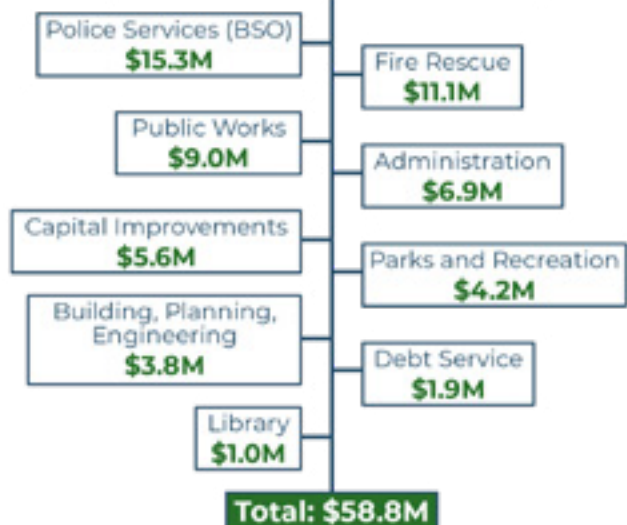 Police Services (BSO)
$15.3M
Fire Rescue
$11.1M
Public Works
$9.0M
Administration
$6.9M
Capital Improvements
$5.6M
Parks and Recreation
$4.2M
Building, Planning,
Engineering
$3.8M
Debt Service
$1.9M
Library
$1.0M
Total: $58.8M